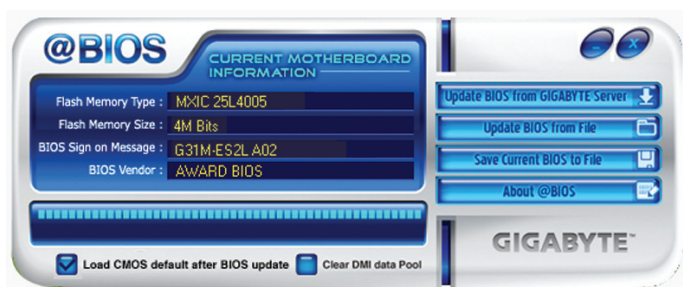 @BIOS
CURRENT MOTHERBOARD
INFORMATION
Flash Memory Type : MXIC 25L4005
Flash Memory Size : 4M Bits
BIOS Sign on Message : G31M-ES2L A02
BIOS Vendor : AWARD BIOS
Load CMOS default after BIOS update
Clear DMI data Pool
Update BIOS from GIGABYTE Server
Update BIOS from File
Save Current BIOS to File
About @BIOS
GIGABYTE™